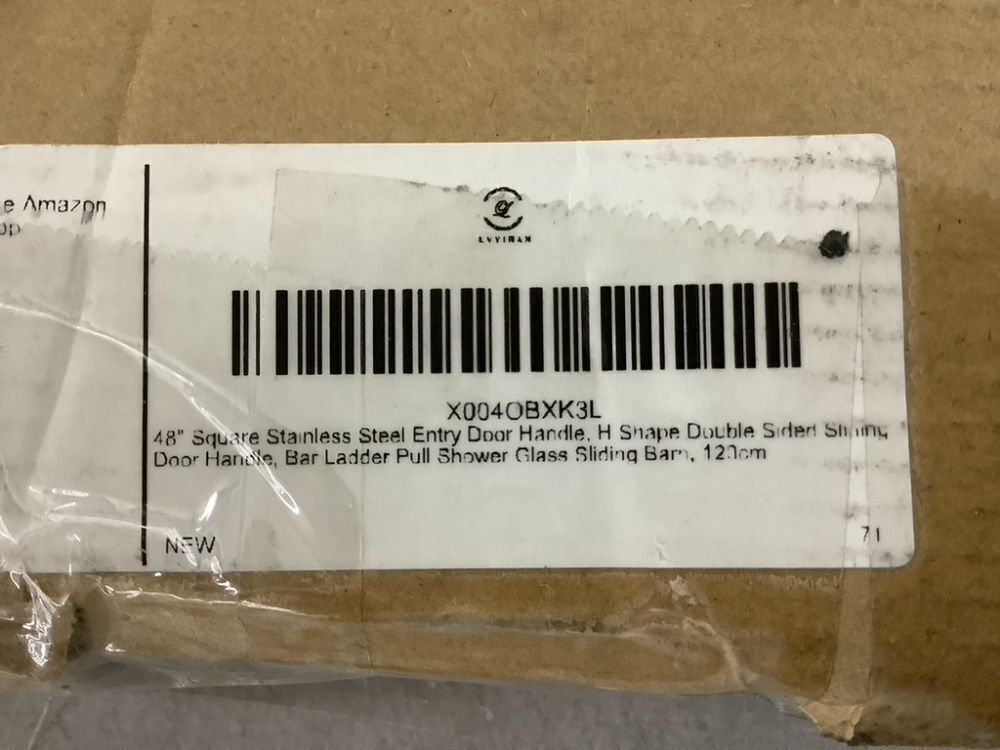 e Amazon
op
LVYIRAN
X004OBXK3L
48" Square Stainless Steel Entry Door Handle, H Shape Double Sided Sliding
Door Handle, Bar Ladder Pull Shower Glass Sliding Barn, 120cm
NEW
71